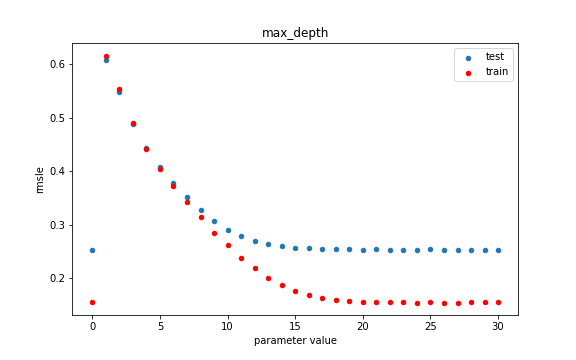 max_depth
test
train
rmsle
0.6
0.5
0.4
0.3
0.2
0 5 10 15 20 25 30
parameter value